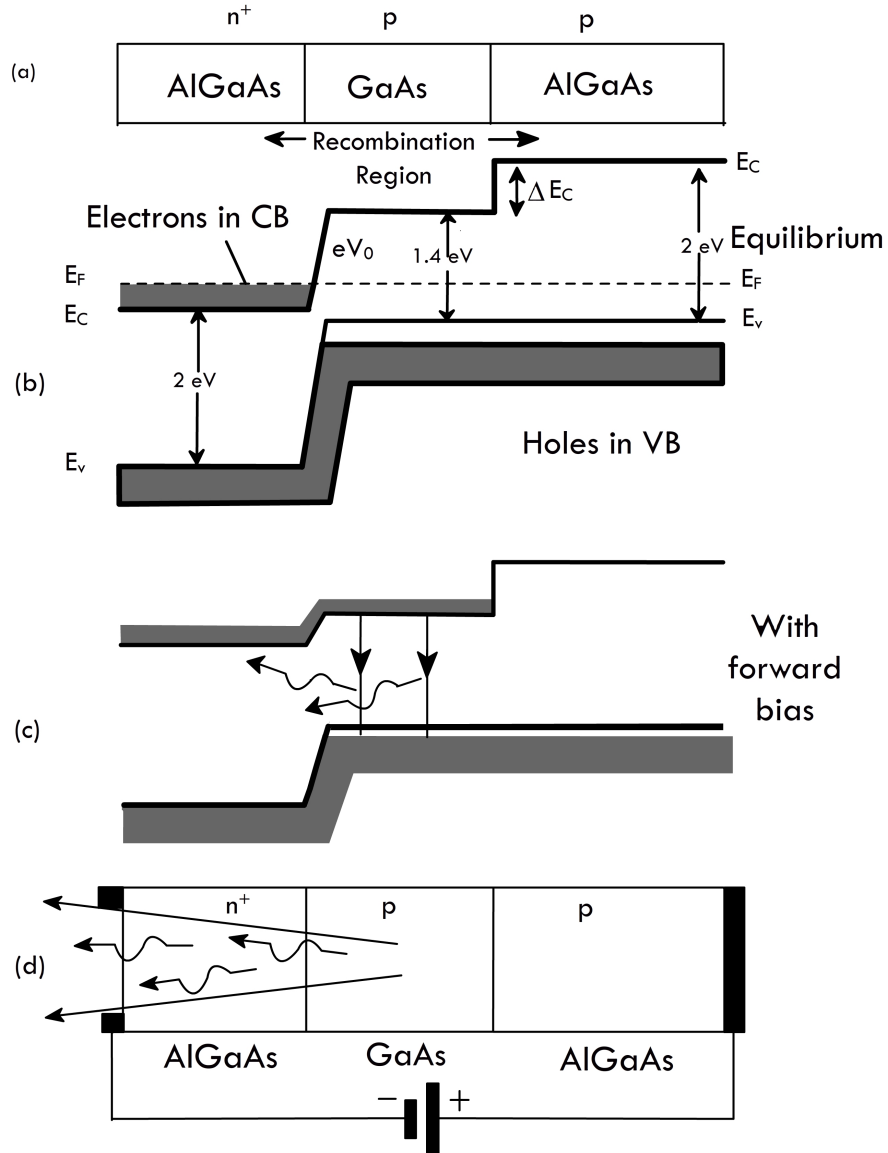 n+ p p
(a)
AlGaAs GaAs AlGaAs
Recombination
Region
EC
Δ EC
Electrons in CB
eV0 1.4 eV 2 eV Equilibrium
EF EF
EC Ev
(b) 2 eV
Ev Holes in VB
With
forward
bias
(c)
n+ p p
(d)
AlGaAs GaAs AlGaAs
− +